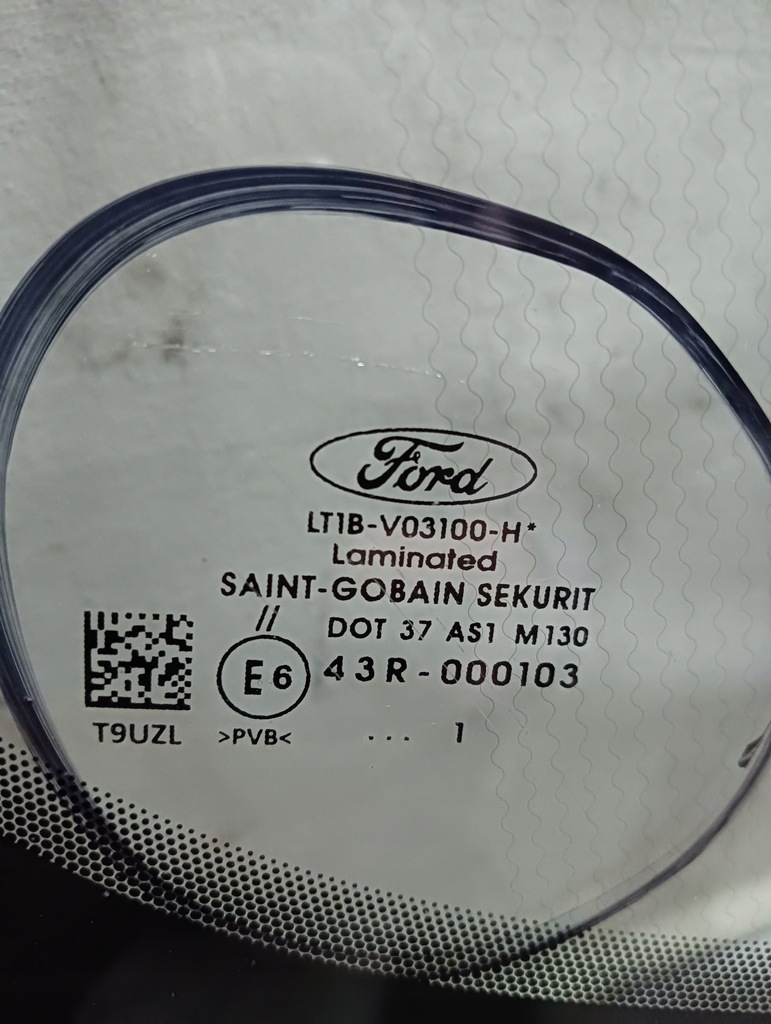 Ford
LT1B-V03100-H*
Laminated
SAINT-GOBAIN SEKURIT
// DOT 37 AS1 M130
E6 43R-000103
T9UZL >PVB< ... 1